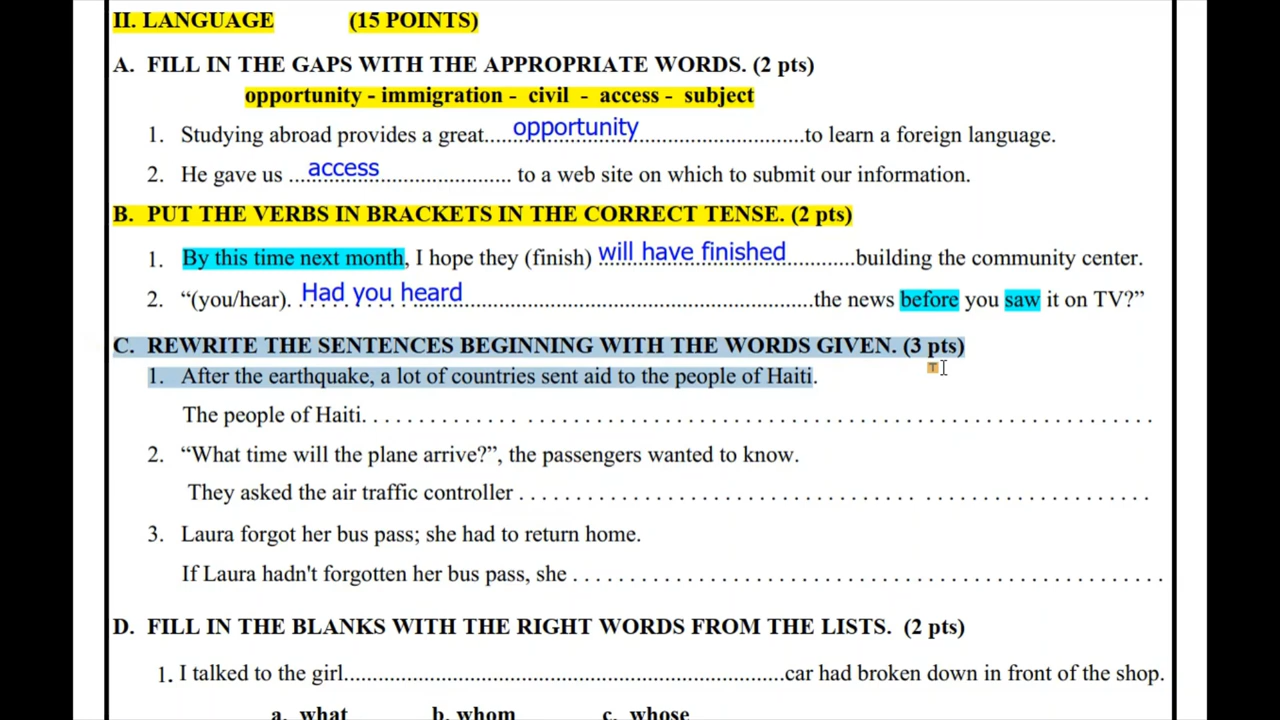 II. LANGUAGE (15 POINTS)
A. FILL IN THE GAPS WITH THE APPROPRIATE WORDS. (2 pts)
opportunity - immigration - civil - access - subject
1. Studying abroad provides a great.....opportunity..............................to learn a foreign language.
2. He gave us ...access...................... to a web site on which to submit our information.
B. PUT THE VERBS IN BRACKETS IN THE CORRECT TENSE. (2 pts)
1. By this time next month, I hope they (finish) will have finished...........building the community center.
2. “(you/hear). Had you heard......................................................the news before you saw it on TV?”
C. REWRITE THE SENTENCES BEGINNING WITH THE WORDS GIVEN. (3 pts)
1. After the earthquake, a lot of countries sent aid to the people of Haiti.
The people of Haiti. . . . . . . . . . . . . . . . . . . . . . . . . . . . . . . . . . . . . . . . . . . . . . . . . . . . . . . . . . . .
2. “What time will the plane arrive?”, the passengers wanted to know.
They asked the air traffic controller . . . . . . . . . . . . . . . . . . . . . . . . . . . . . . . . . . . . . . . . . . . . . . . .
3. Laura forgot her bus pass; she had to return home.
If Laura hadn't forgotten her bus pass, she . . . . . . . . . . . . . . . . . . . . . . . . . . . . . . . . . . . . . . . . . . . .
D. FILL IN THE BLANKS WITH THE RIGHT WORDS FROM THE LISTS. (2 pts)
1. I talked to the girl.................................................................................car had broken down in front of the shop.
a. what b. whom c. whose